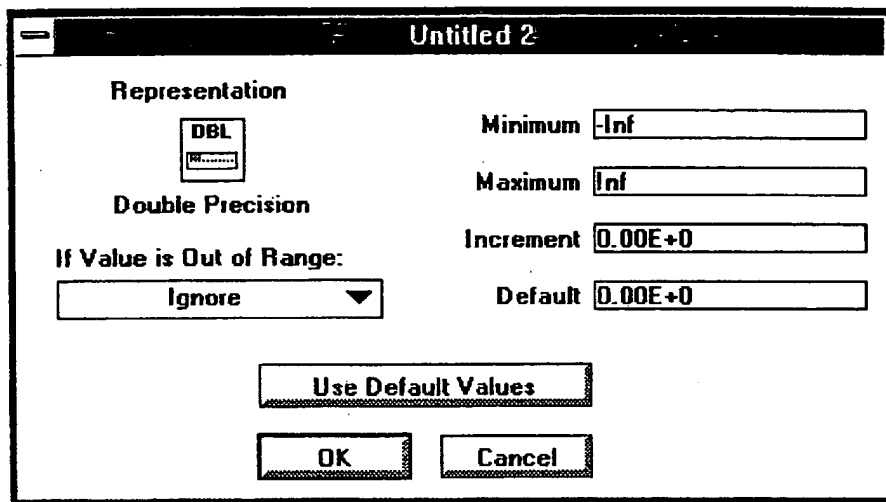 Untitled 2
Representation
DBL
Double Precision
If Value is Out of Range:
Ignore
Minimum -Inf
Maximum Inf
Increment 0.00E+0
Default 0.00E+0
Use Default Values
OK
Cancel